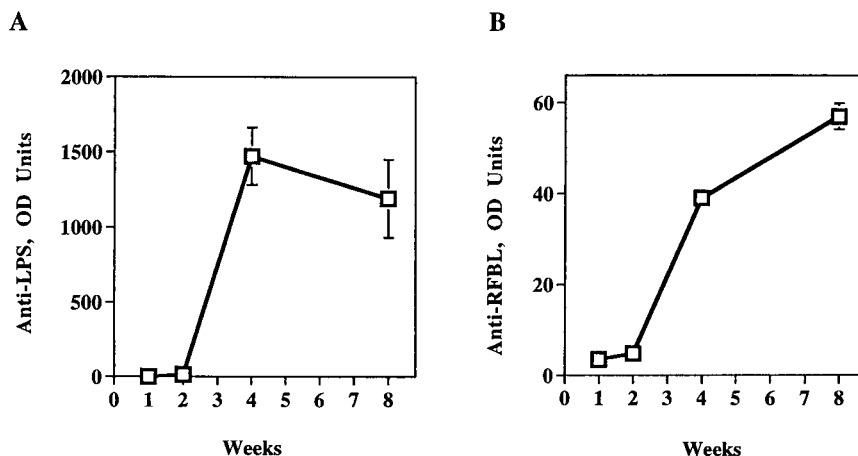 A
Anti-LPS, OD Units
2000
1500
1000
500
0
0 1 2 3 4 5 6 7 8
Weeks
B
Anti-RFBL, OD Units
60
40
20
0
0 1 2 3 4 5 6 7 8
Weeks